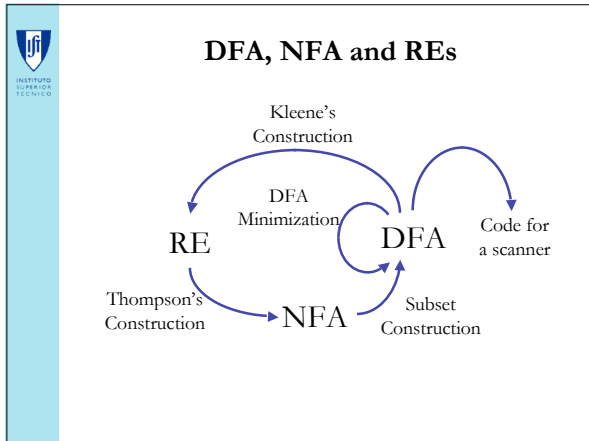 INSTITUTO
SUPERIOR
TÉCNICO
DFA, NFA and REs
Kleene's
Construction
DFA
Minimization
RE
DFA
Code for
a scanner
Thompson's
Construction
NFA
Subset
Construction